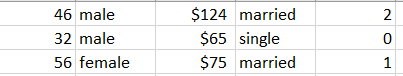 46 male $124 married 2
32 male $65 single 0
56 female $75 married 1